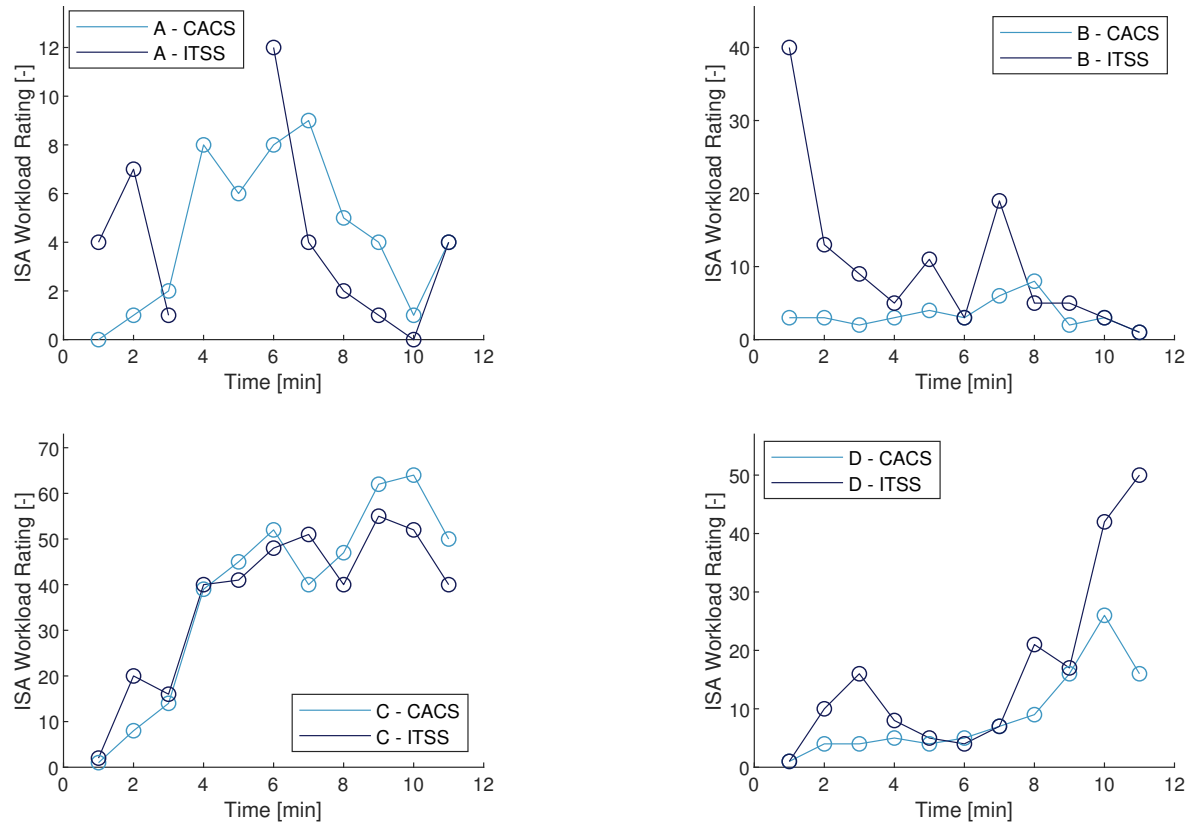 A - CACS
A - ITSS
ISA Workload Rating [-]
12
10
8
6
4
2
0
0 2 4 6 8 10 12
Time [min]
B - CACS
B - ITSS
ISA Workload Rating [-]
40
30
20
10
0
0 2 4 6 8 10 12
Time [min]
C - CACS
C - ITSS
ISA Workload Rating [-]
70
60
50
40
30
20
10
0
0 2 4 6 8 10 12
Time [min]
D - CACS
D - ITSS
ISA Workload Rating [-]
50
40
30
20
10
0
0 2 4 6 8 10 12
Time [min]